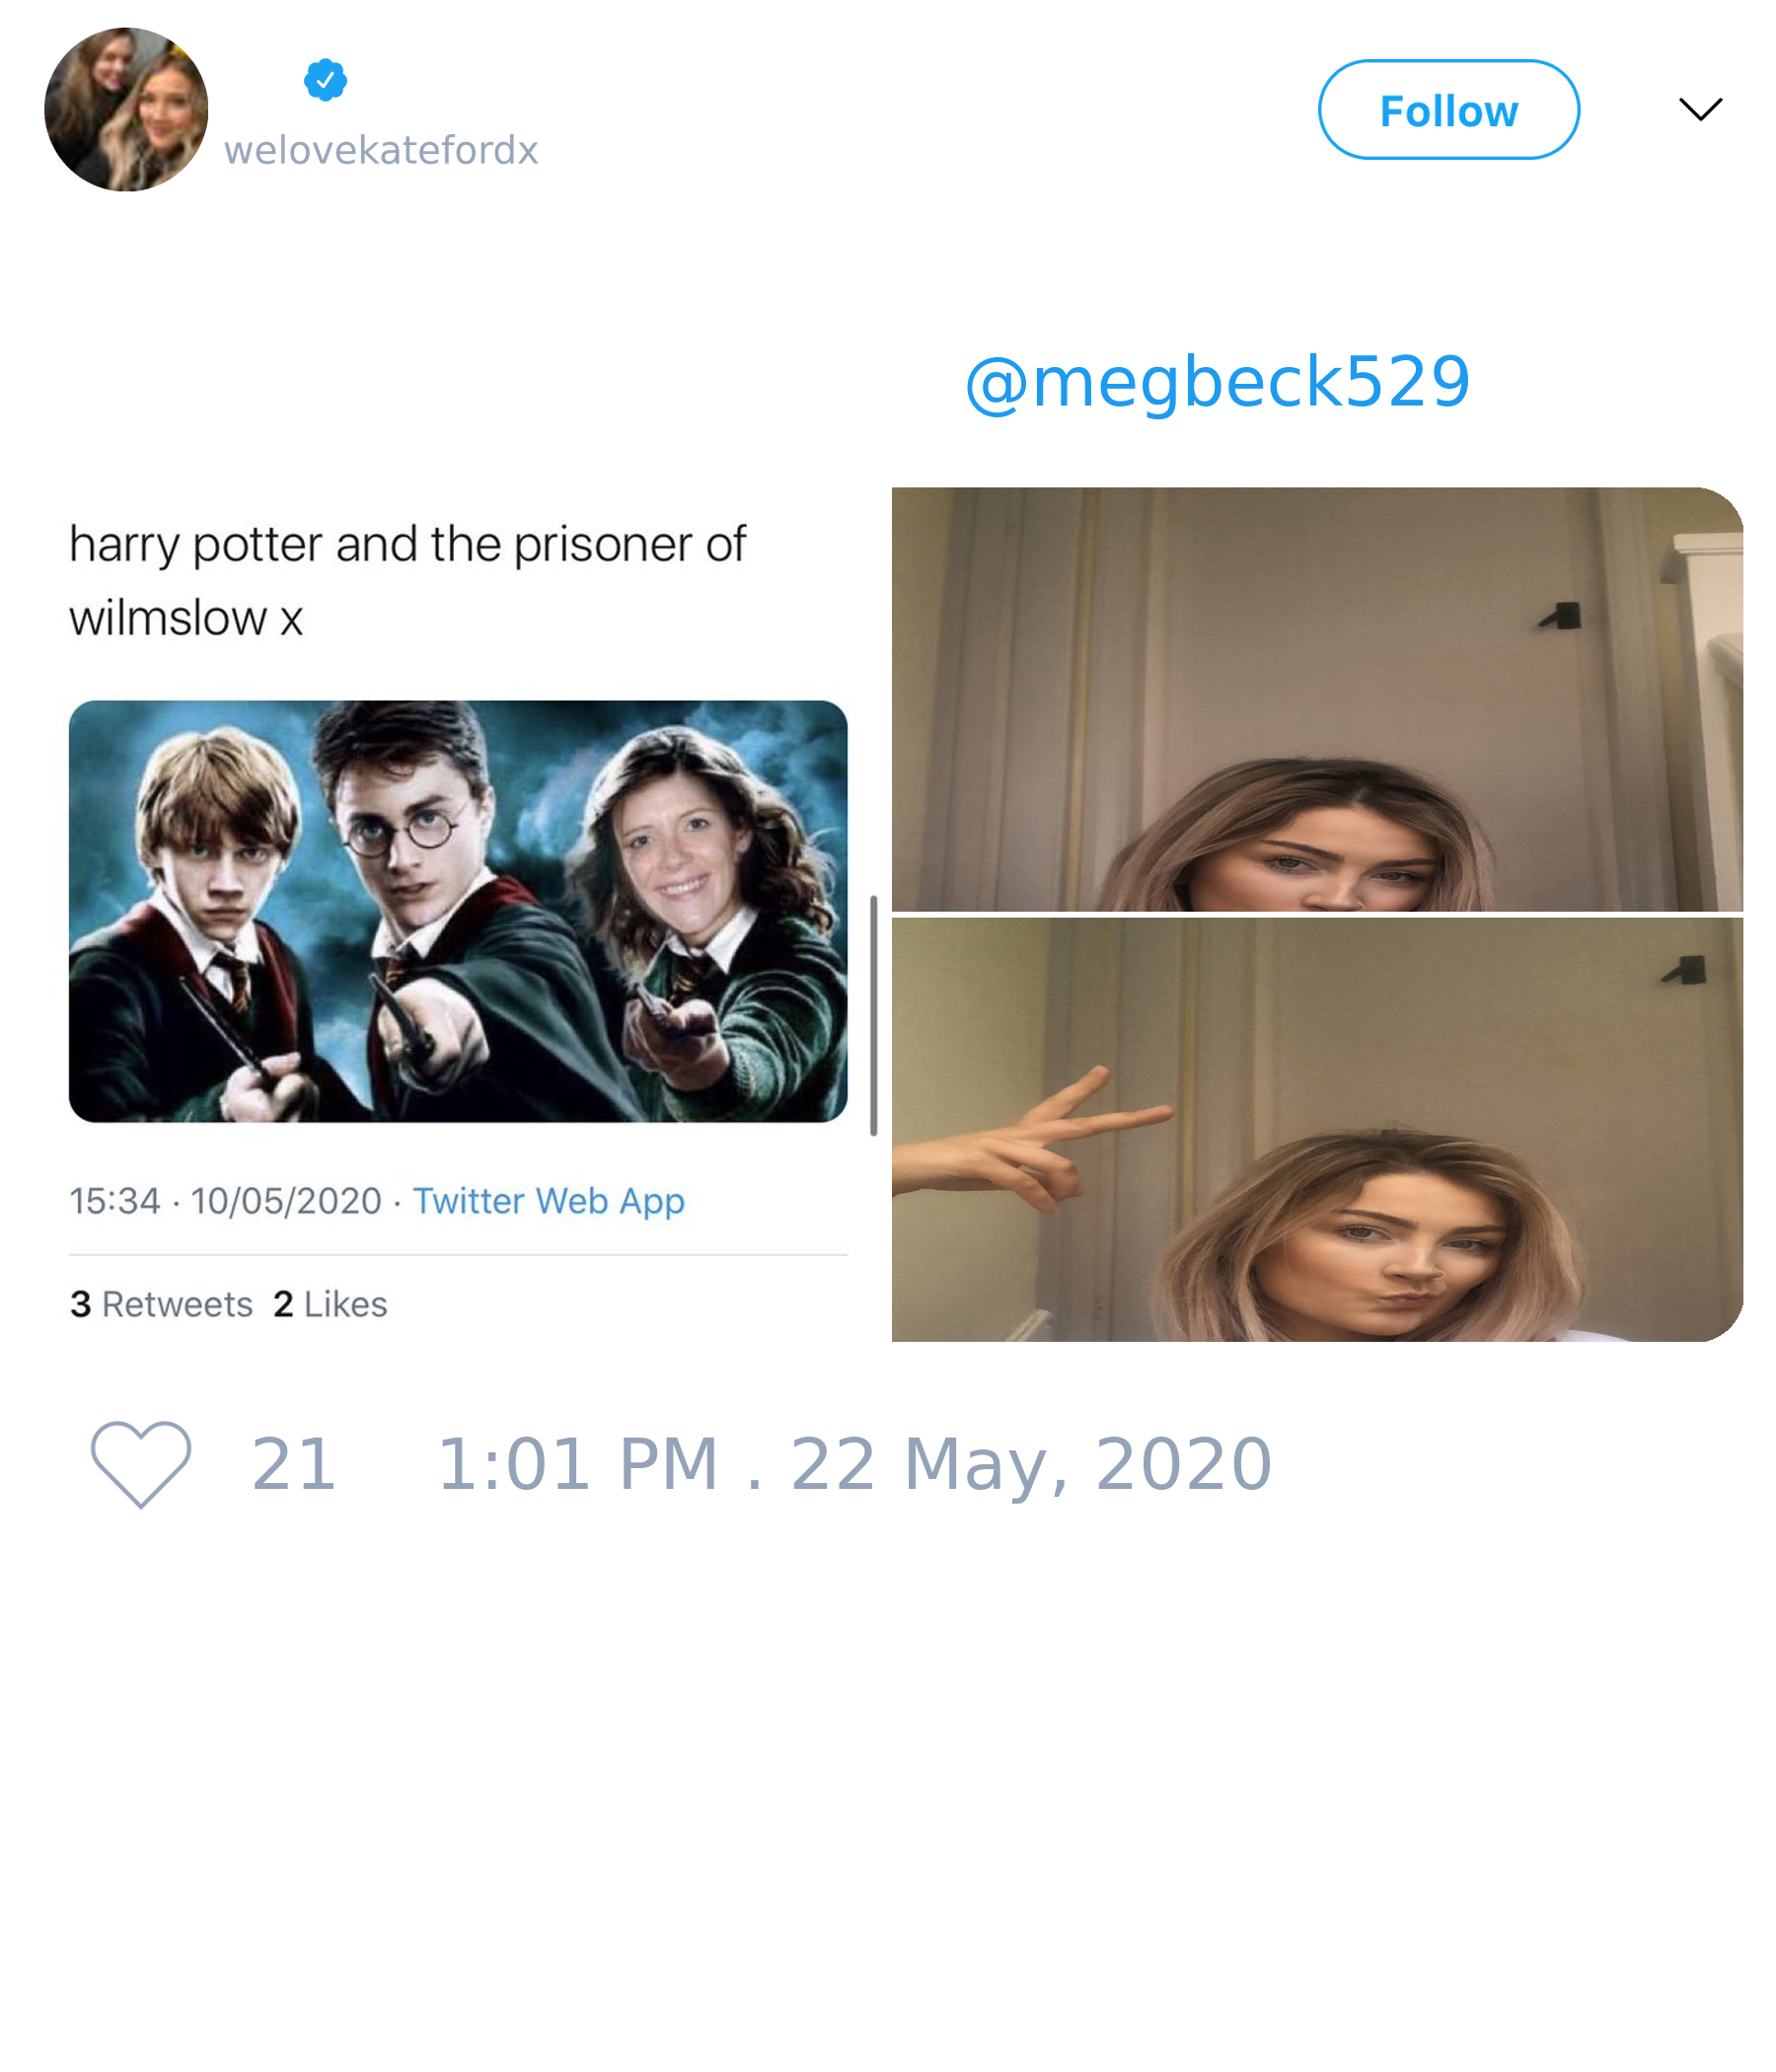 welovekatefordx
Follow
@megbeck529
harry potter and the prisoner of
wilmslow x
15:34 · 10/05/2020 · Twitter Web App
3 Retweets 2 Likes
21 1:01 PM . 22 May, 2020